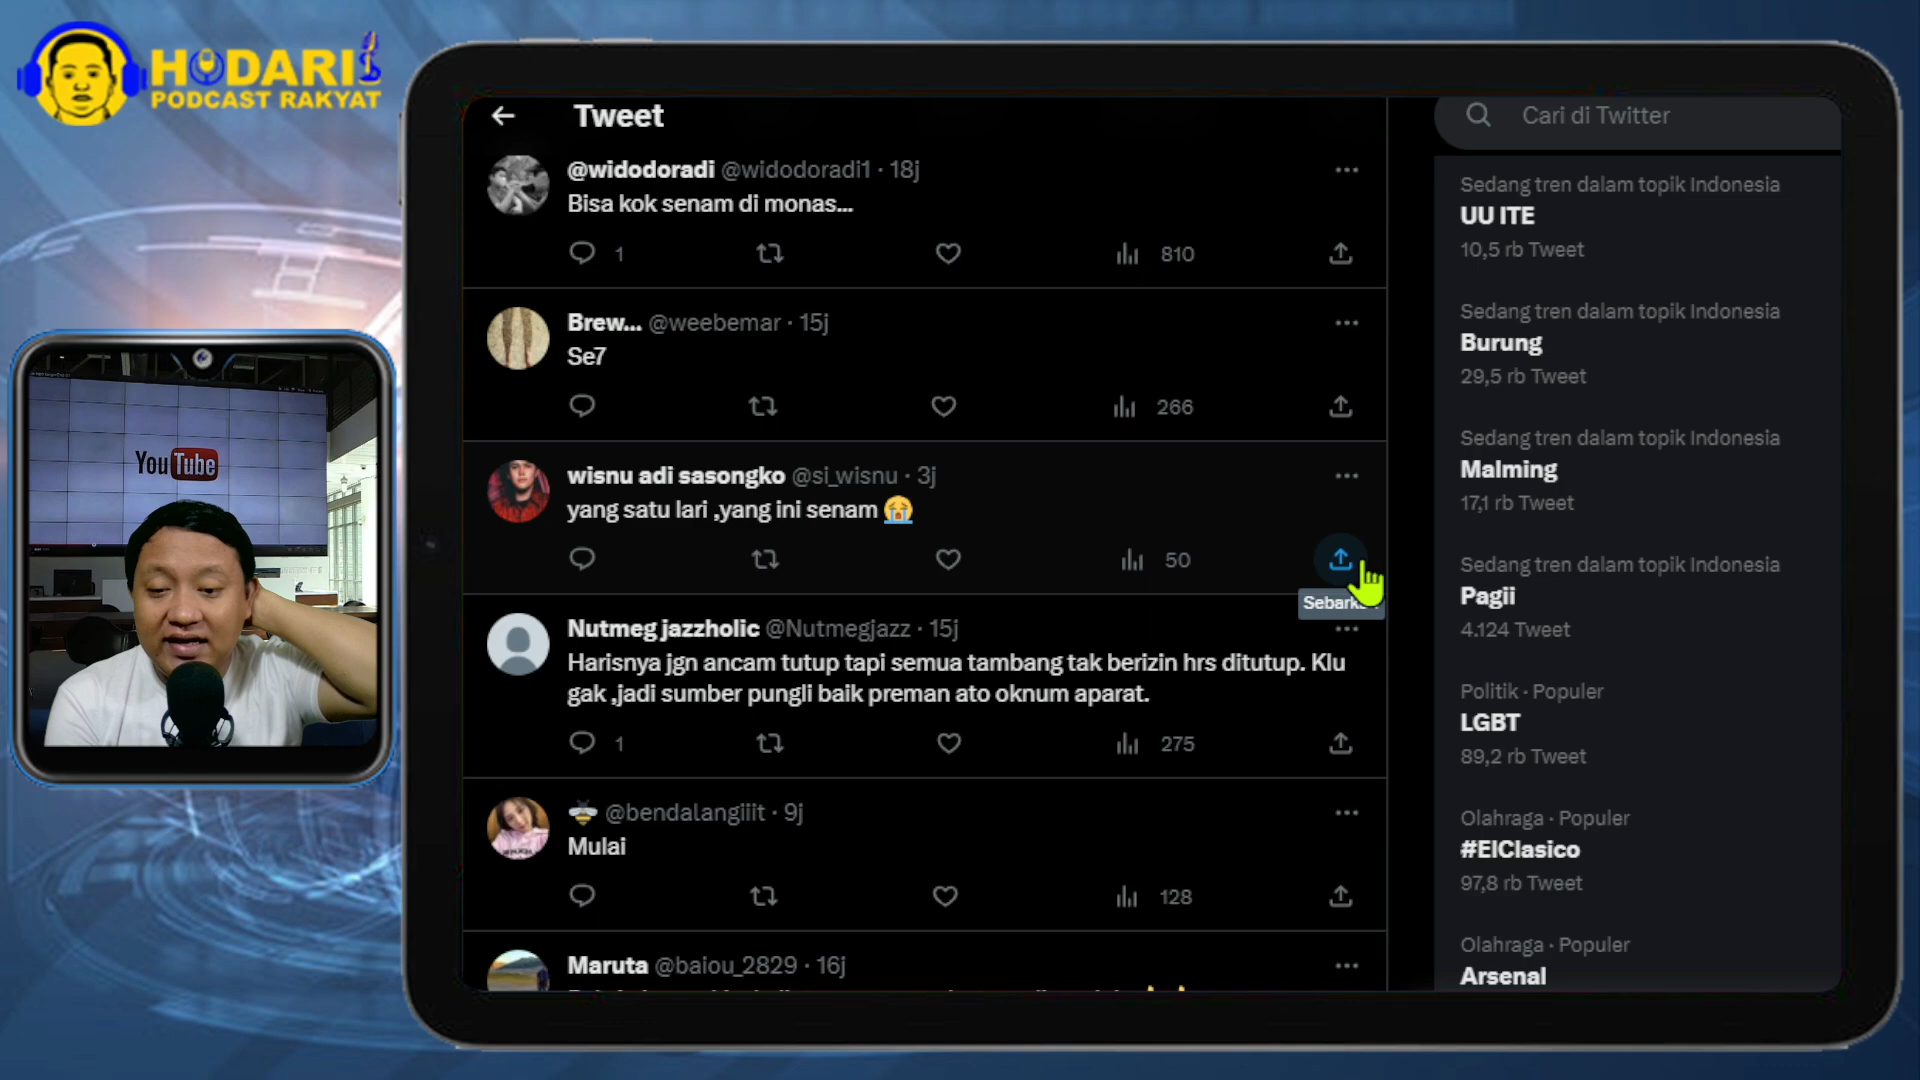 HODARI
PODCAST RAKYAT
YouTube
Tweet
@widodoradi @widodoradi1 · 18j
Bisa kok senam di monas...
1
810
Brew... @weebemar · 15j
Se7
266
wisnu adi sasongko @si_wisnu · 3j
yang satu lari ,yang ini senam 😭
50
Nutmeg jazzholic @Nutmegjazz · 15j
Harisnya jgn ancam tutup tapi semua tambang tak berizin hrs ditutup. Klu
gak ,jadi sumber pungli baik preman ato oknum aparat.
1
275
🐝 @bendalangiiit · 9j
Mulai
128
Maruta @baiou_2829 · 16j
Cari di Twitter
Sedang tren dalam topik Indonesia
UU ITE
10,5 rb Tweet
Sedang tren dalam topik Indonesia
Burung
29,5 rb Tweet
Sedang tren dalam topik Indonesia
Malming
17,1 rb Tweet
Sedang tren dalam topik Indonesia
Pagii
4.124 Tweet
Politik · Populer
LGBT
89,2 rb Tweet
Olahraga · Populer
#ElClasico
97,8 rb Tweet
Olahraga · Populer
Arsenal